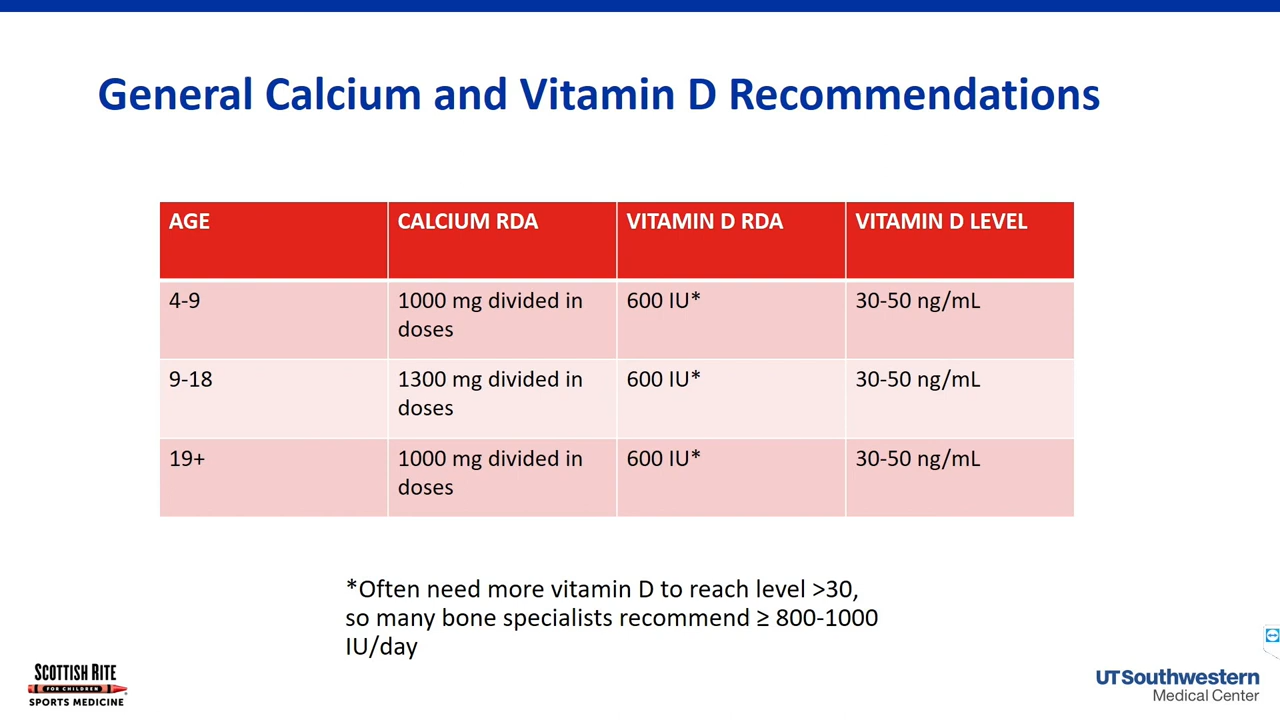 General Calcium and Vitamin D Recommendations
AGE
CALCIUM RDA
VITAMIN D RDA
VITAMIN D LEVEL
4-9
1000 mg divided in
doses
600 IU*
30-50 ng/mL
9-18
1300 mg divided in
doses
600 IU*
30-50 ng/mL
19+
1000 mg divided in
doses
600 IU*
30-50 ng/mL
*Often need more vitamin D to reach level >30,
so many bone specialists recommend ≥ 800-1000
IU/day
SCOTTISH RITE
FOR CHILDREN
SPORTS MEDICINE
UTSouthwestern
Medical Center